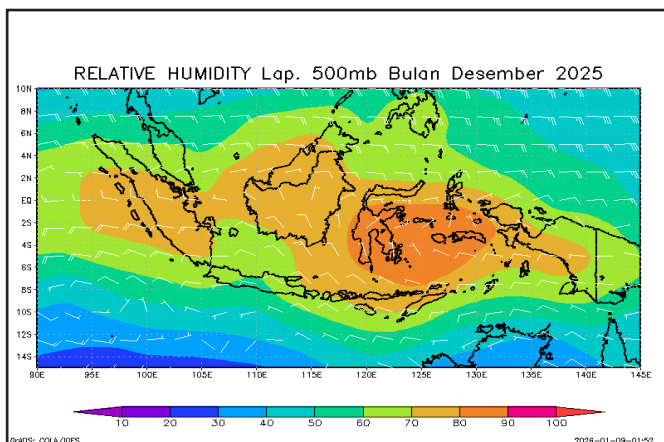 RELATIVE HUMIDITY Lap. 500mb Bulan Desember 2025
10N
8N
6N
4N
2N
EQ
2S
4S
6S
8S
10S
12S
14S
90E 95E 100E 105E 110E 115E 120E 125E 130E 135E 140E 145E
10 20 30 40 50 60 70 80 90 100
GrADS: COLA/IGES 2026-01-09-01:52